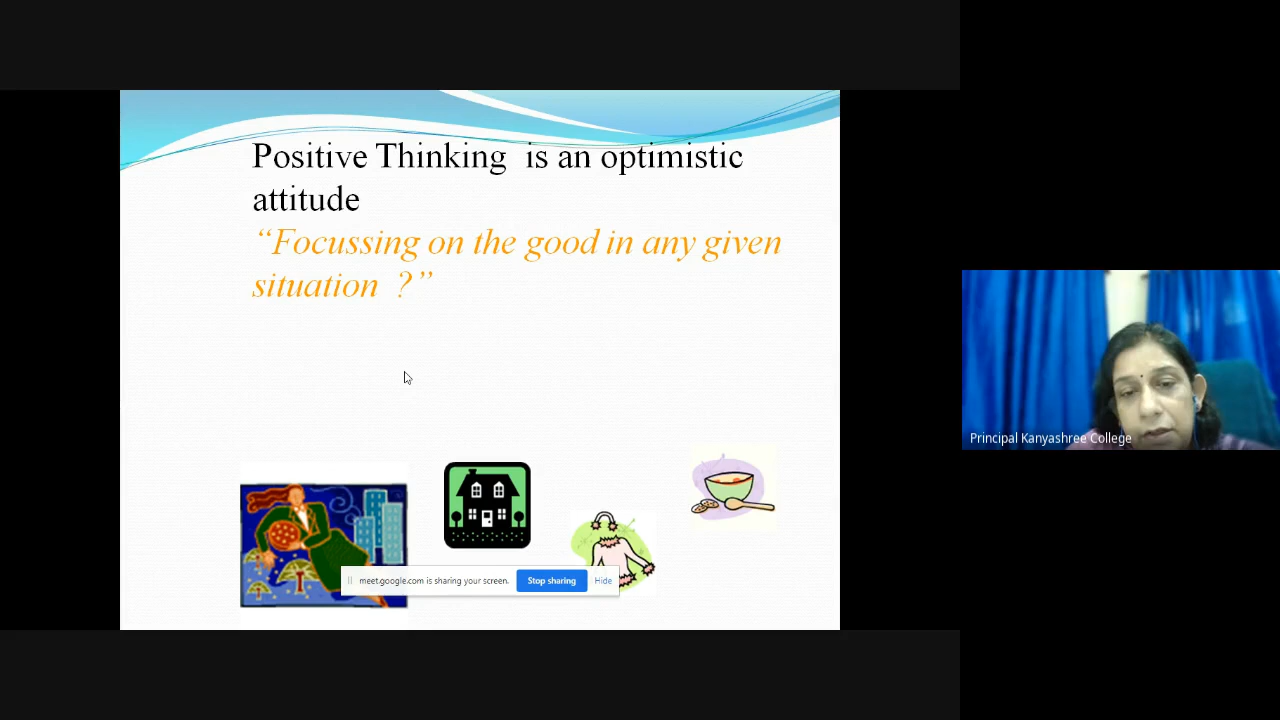 Positive Thinking  is an optimistic
attitude
“Focussing on the good in any given
situation  ?”
Principal Kanyashree College
meet.google.com is sharing your screen.
Stop sharing
Hide